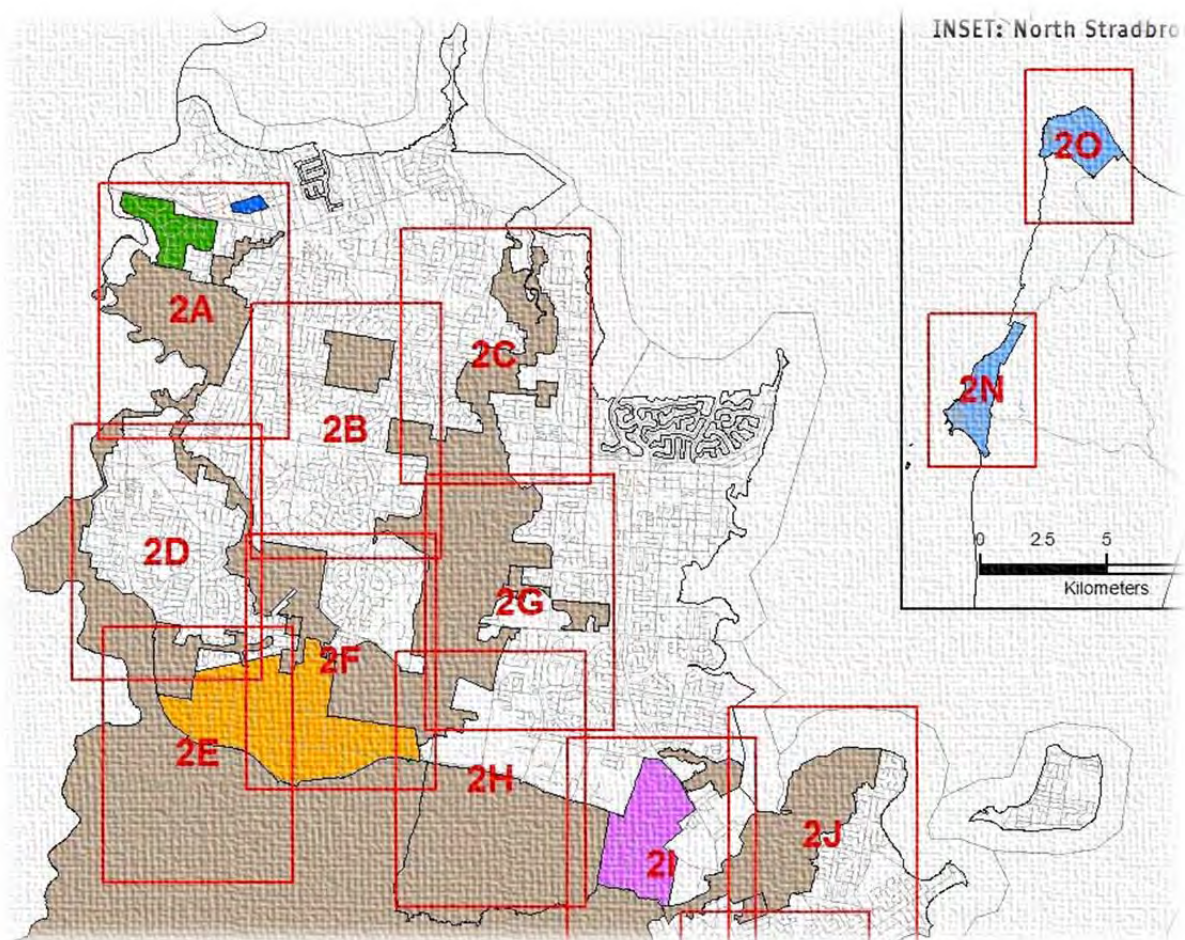 INSET: North Stradbro
2O
2A
2C
2N
2B
2D
0 2.5 5
Kilometers
2G
2F
2E
2H
2J
2I